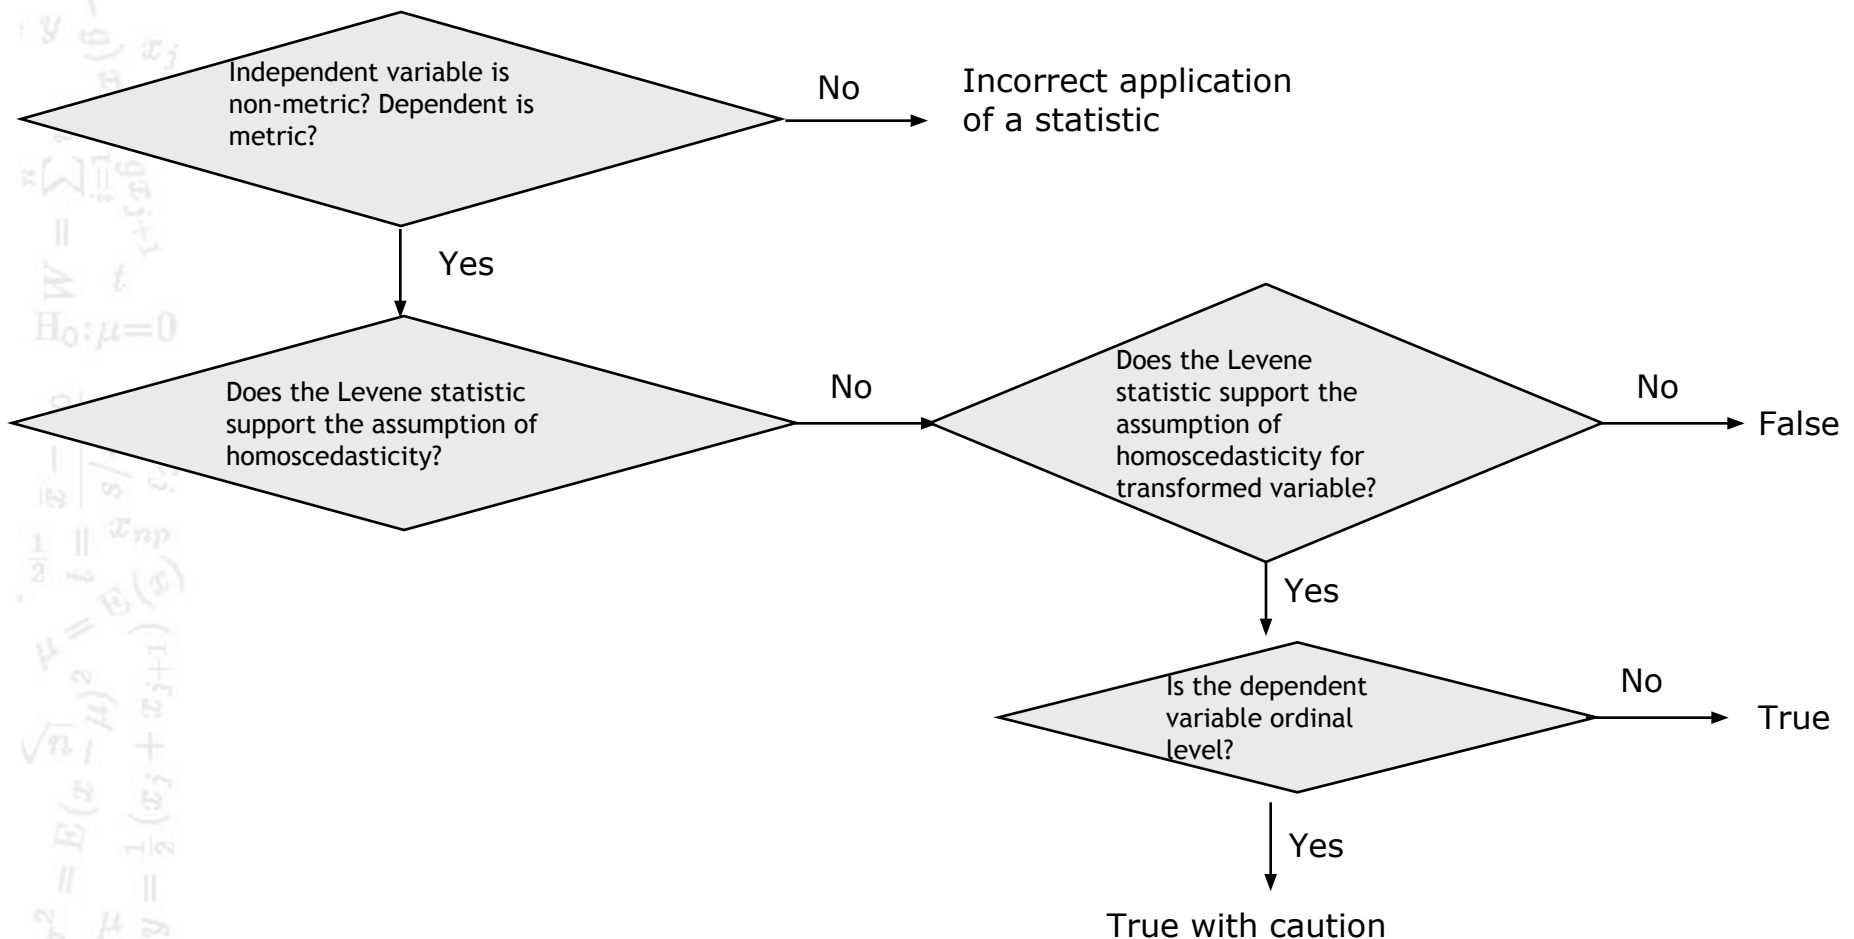 Independent variable is
non-metric? Dependent is
metric?
No
Incorrect application
of a statistic
Yes
Does the Levene statistic
support the assumption of
homoscedasticity?
No
Does the Levene
statistic support the
assumption of
homoscedasticity for
transformed variable?
No
False
Yes
Is the dependent
variable ordinal
level?
No
True
Yes
True with caution
H₀:μ=0